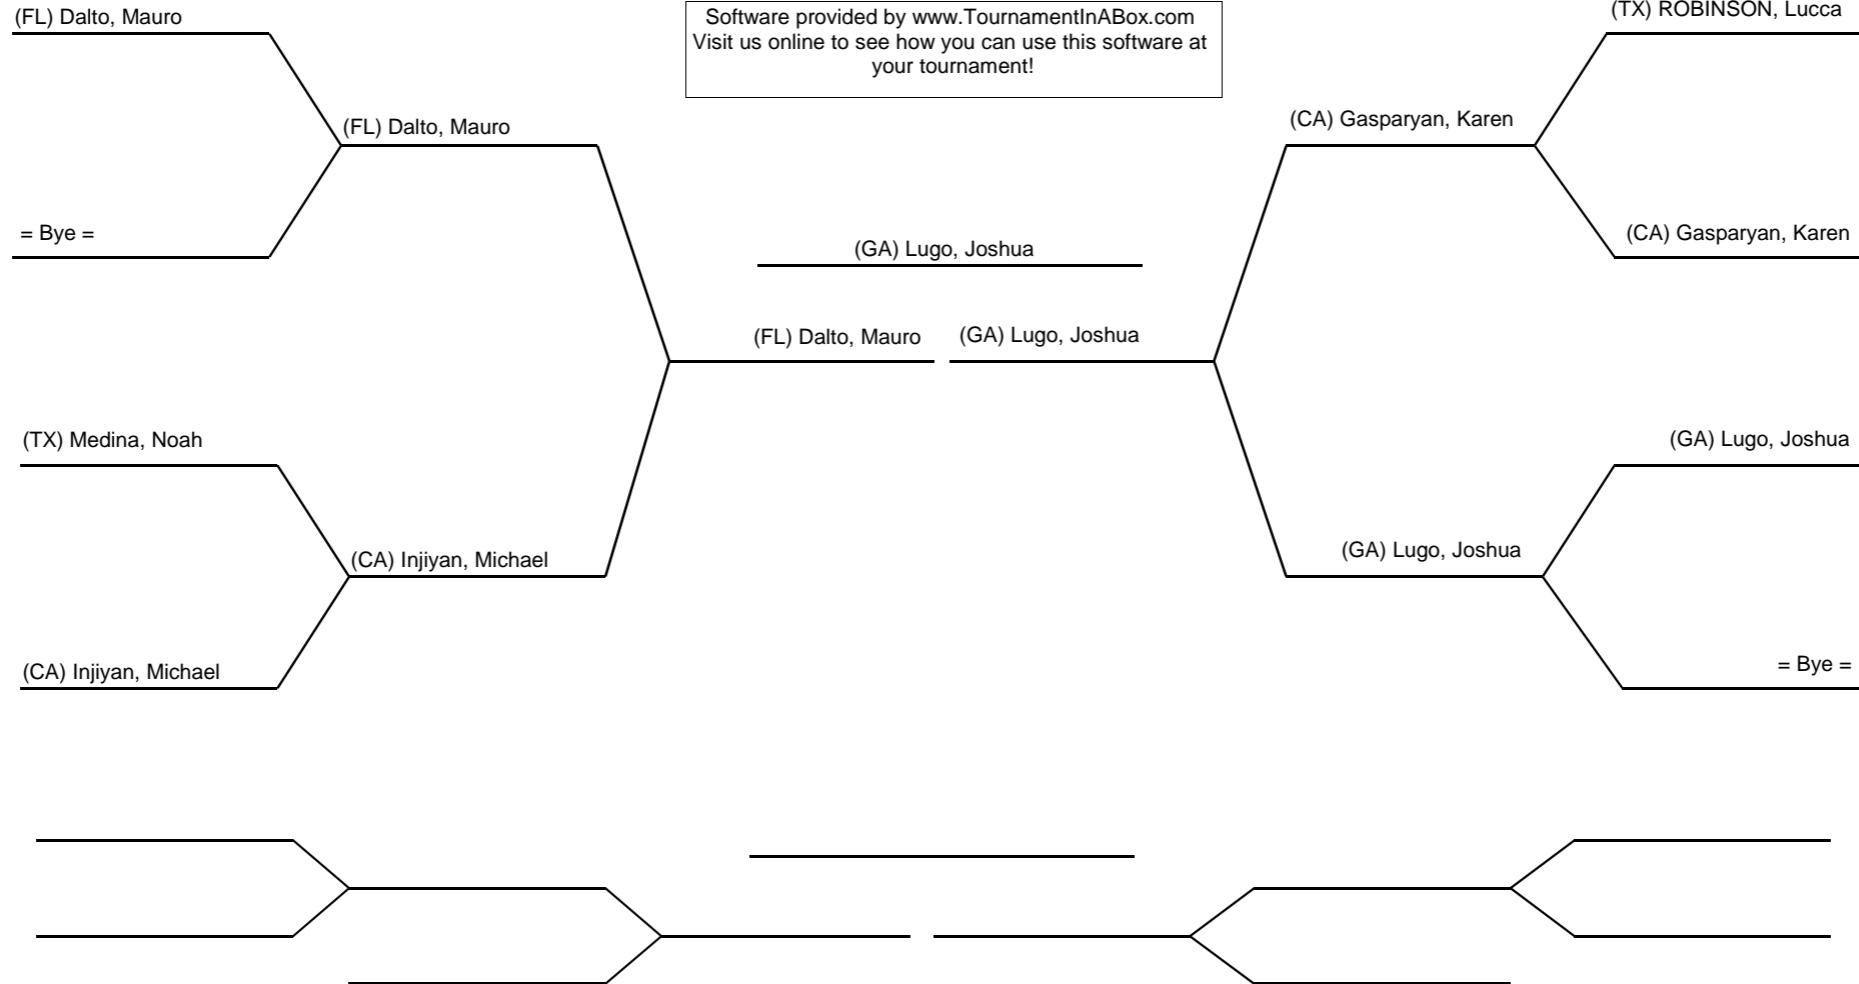 (FL) Dalto, Mauro
Software provided by www.TournamentInABox.com
Visit us online to see how you can use this software at
your tournament!
(TX) ROBINSON, Lucca
(FL) Dalto, Mauro
(CA) Gasparyan, Karen
= Bye =
(GA) Lugo, Joshua
(CA) Gasparyan, Karen
(FL) Dalto, Mauro
(GA) Lugo, Joshua
(TX) Medina, Noah
(GA) Lugo, Joshua
(CA) Injiyan, Michael
(GA) Lugo, Joshua
(CA) Injiyan, Michael
= Bye =